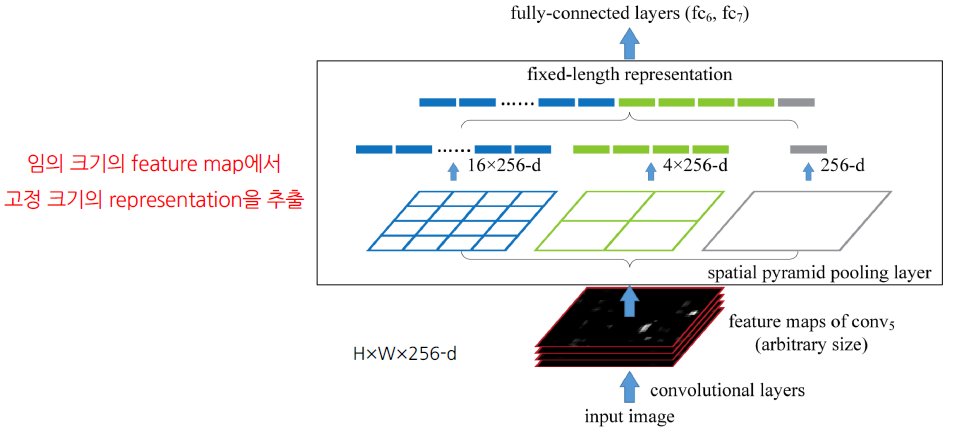 fully-connected layers (fc₆, fc₇)
fixed-length representation
임의 크기의 feature map에서
고정 크기의 representation을 추출
16×256-d
4×256-d
256-d
spatial pyramid pooling layer
feature maps of conv₅
(arbitrary size)
H×W×256-d
convolutional layers
input image